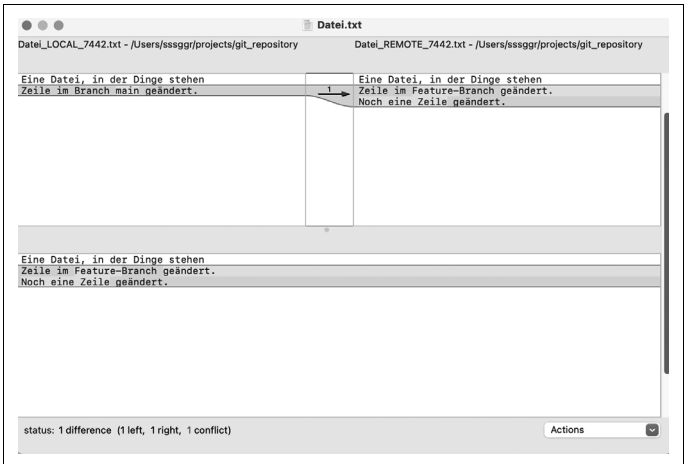 Datei.txt
Datei_LOCAL_7442.txt - /Users/sssggr/projects/git_repository
Datei_REMOTE_7442.txt - /Users/sssggr/projects/git_repository
Eine Datei, in der Dinge stehen
Zeile im Branch main geändert.
1
Eine Datei, in der Dinge stehen
Zeile im Feature-Branch geändert.
Noch eine Zeile geändert.
Eine Datei, in der Dinge stehen
Zeile im Feature-Branch geändert.
Noch eine Zeile geändert.
status: 1 difference (1 left, 1 right, 1 conflict)
Actions